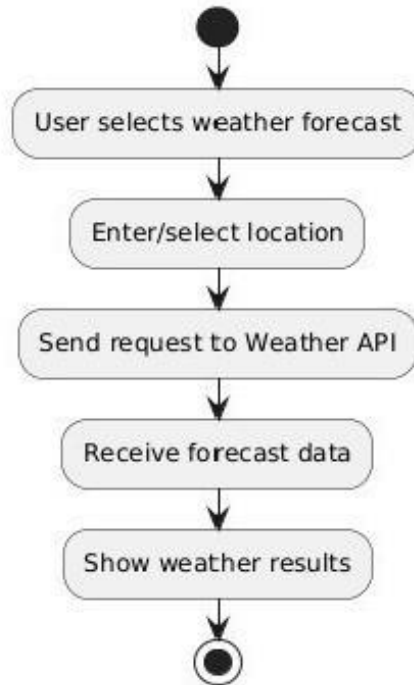 User selects weather forecast
Enter/select location
Send request to Weather API
Receive forecast data
Show weather results